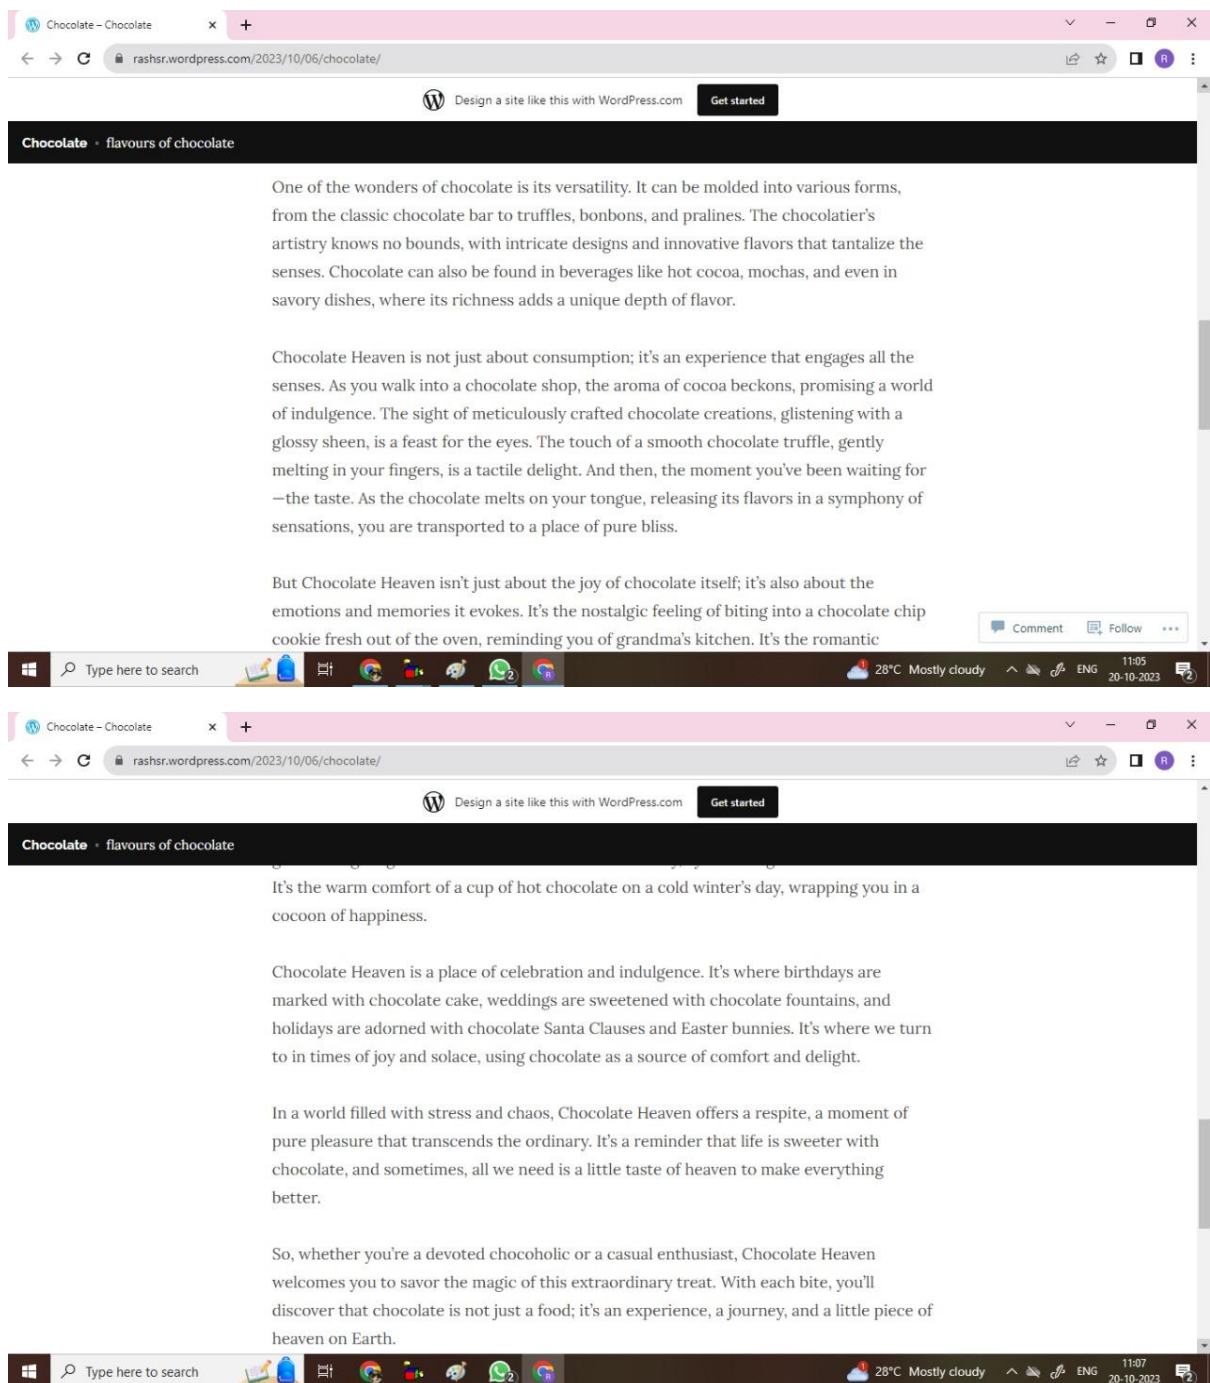 Chocolate – Chocolate
rashsr.wordpress.com/2023/10/06/chocolate/
Design a site like this with WordPress.com Get started
Chocolate • flavours of chocolate
One of the wonders of chocolate is its versatility. It can be molded into various forms,
from the classic chocolate bar to truffles, bonbons, and pralines. The chocolatier’s
artistry knows no bounds, with intricate designs and innovative flavors that tantalize the
senses. Chocolate can also be found in beverages like hot cocoa, mochas, and even in
savory dishes, where its richness adds a unique depth of flavor.
Chocolate Heaven is not just about consumption; it’s an experience that engages all the
senses. As you walk into a chocolate shop, the aroma of cocoa beckons, promising a world
of indulgence. The sight of meticulously crafted chocolate creations, glistening with a
glossy sheen, is a feast for the eyes. The touch of a smooth chocolate truffle, gently
melting in your fingers, is a tactile delight. And then, the moment you’ve been waiting for
—the taste. As the chocolate melts on your tongue, releasing its flavors in a symphony of
sensations, you are transported to a place of pure bliss.
But Chocolate Heaven isn’t just about the joy of chocolate itself; it’s also about the
emotions and memories it evokes. It’s the nostalgic feeling of biting into a chocolate chip
cookie fresh out of the oven, reminding you of grandma’s kitchen. It’s the romantic
Comment Follow
Type here to search 2 R 1 28°C Mostly cloudy ENG 11:05
20-10-2023 2
Chocolate – Chocolate
rashsr.wordpress.com/2023/10/06/chocolate/ R
Design a site like this with WordPress.com Get started
Chocolate • flavours of chocolate
It’s the warm comfort of a cup of hot chocolate on a cold winter’s day, wrapping you in a
cocoon of happiness.
Chocolate Heaven is a place of celebration and indulgence. It’s where birthdays are
marked with chocolate cake, weddings are sweetened with chocolate fountains, and
holidays are adorned with chocolate Santa Clauses and Easter bunnies. It’s where we turn
to in times of joy and solace, using chocolate as a source of comfort and delight.
In a world filled with stress and chaos, Chocolate Heaven offers a respite, a moment of
pure pleasure that transcends the ordinary. It’s a reminder that life is sweeter with
chocolate, and sometimes, all we need is a little taste of heaven to make everything
better.
So, whether you’re a devoted chocoholic or a casual enthusiast, Chocolate Heaven
welcomes you to savor the magic of this extraordinary treat. With each bite, you’ll
discover that chocolate is not just a food; it’s an experience, a journey, and a little piece of
heaven on Earth.
Type here to search 2 R 1 28°C Mostly cloudy ENG 11:07
20-10-2023 2